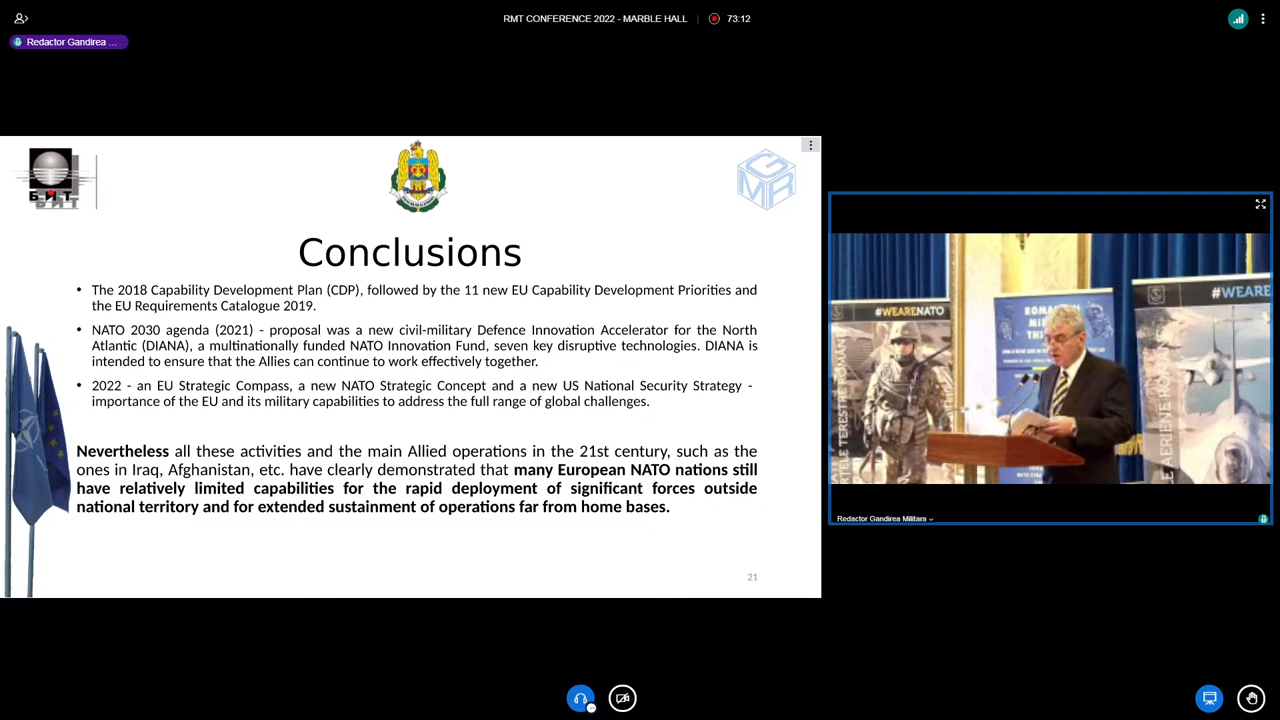 RMT CONFERENCE 2022 - MARBLE HALL
73:12
Redactor Gandirea ...
БИТ
GMR
Conclusions
• The 2018 Capability Development Plan (CDP), followed by the 11 new EU Capability Development Priorities and
the EU Requirements Catalogue 2019.
• NATO 2030 agenda (2021) - proposal was a new civil-military Defence Innovation Accelerator for the North
Atlantic (DIANA), a multinationally funded NATO Innovation Fund, seven key disruptive technologies. DIANA is
intended to ensure that the Allies can continue to work effectively together.
• 2022 - an EU Strategic Compass, a new NATO Strategic Concept and a new US National Security Strategy -
importance of the EU and its military capabilities to address the full range of global challenges.
Nevertheless all these activities and the main Allied operations in the 21st century, such as the
ones in Iraq, Afghanistan, etc. have clearly demonstrated that many European NATO nations still
have relatively limited capabilities for the rapid deployment of significant forces outside
national territory and for extended sustainment of operations far from home bases.
21
#WEARENATO
#WEARE
Redactor Gandirea Militara